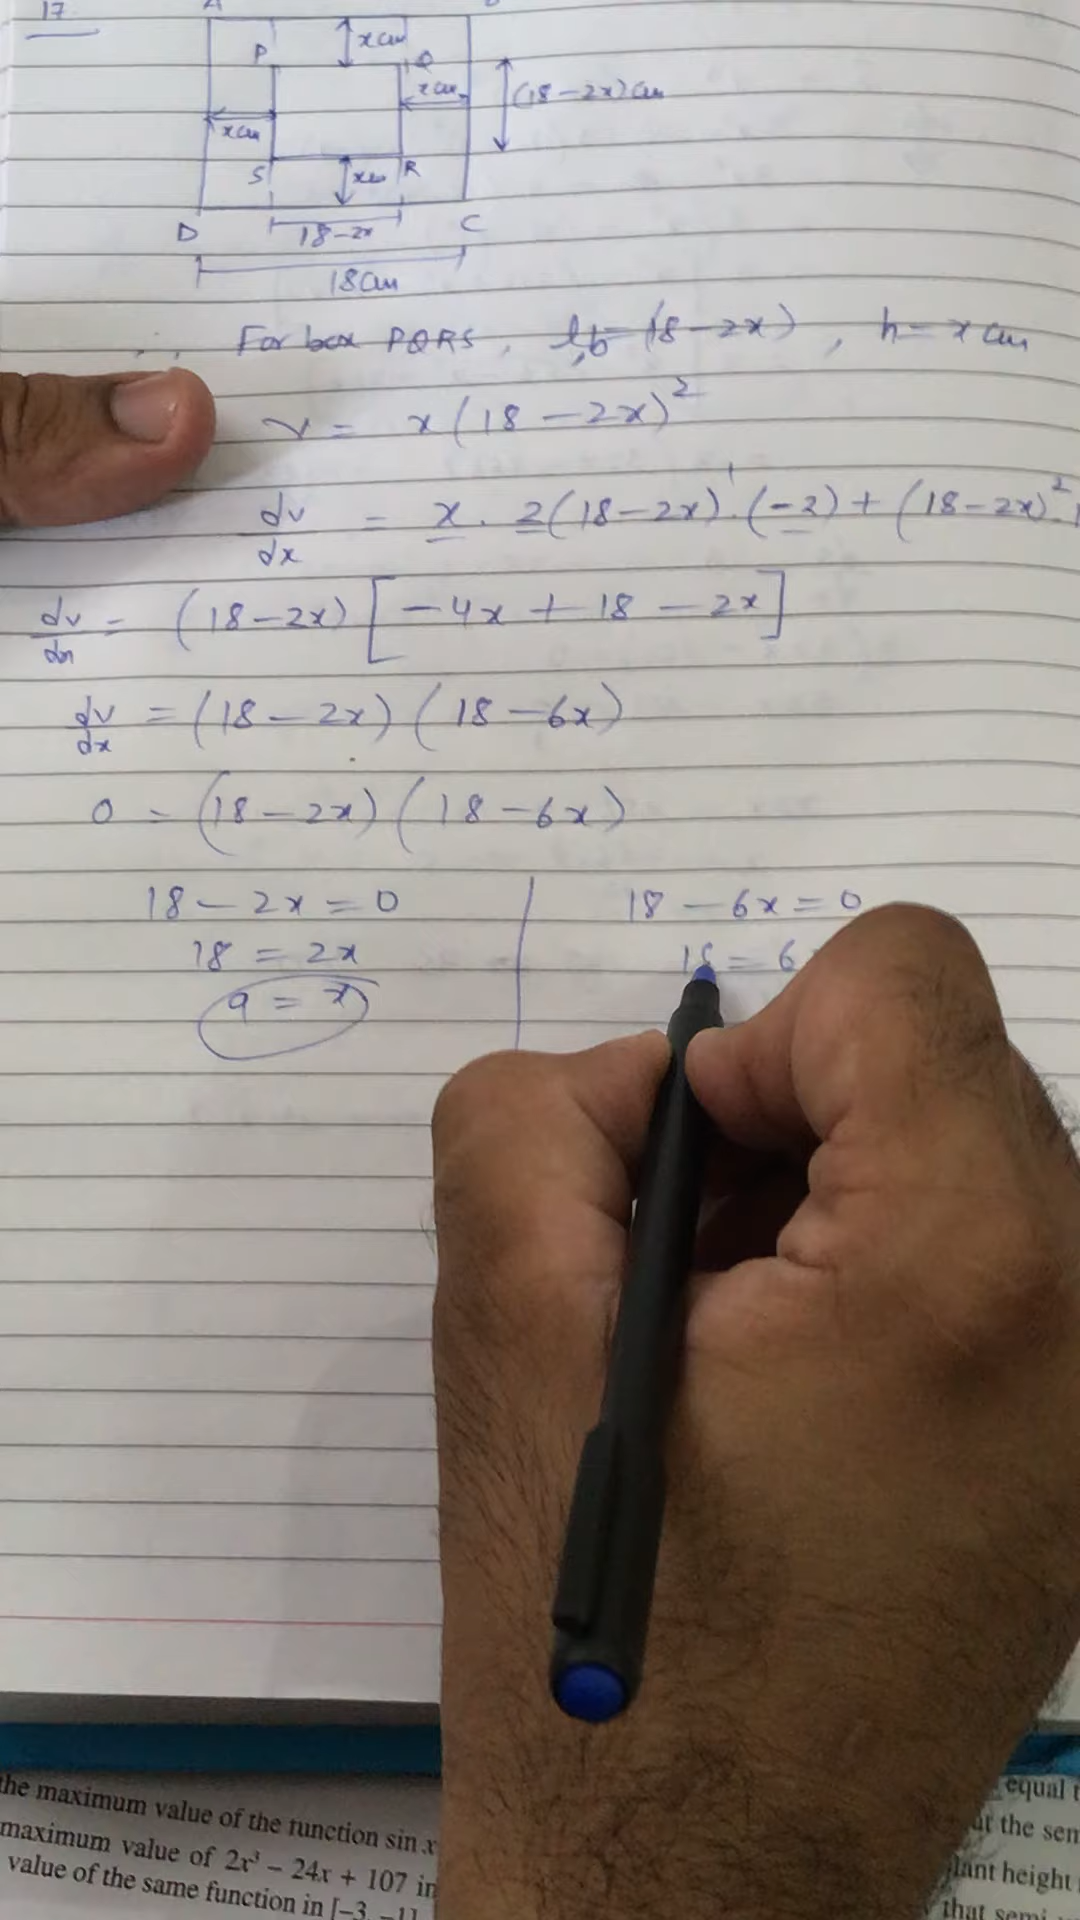 17
x cm
P
Q
x cm
(18-2x) cm
x cm
S
R
D
18-2x
C
18cm
∴ For box PQRS, l,b=(18-2x), h=x cm
v = x(18-2x)²
dv/dx = x.2(18-2x)¹.(-2)+(18-2x)².1
dv/dx = (18-2x)[-4x+18-2x]
dv/dx = (18-2x)(18-6x)
0 = (18-2x)(18-6x)
18-2x=0
18=2x
9=x
18-6x=0
18=6
the maximum value of the function sin x
maximum value of 2x³ – 24x + 107 in
value of the same function in [–3, –1]
equal
the
slant height
that semi